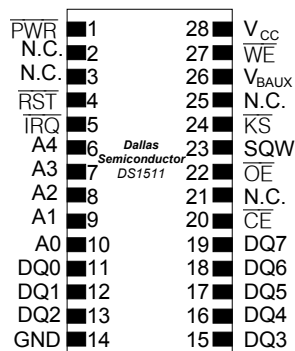 PWR 1 28 VCC
N.C. 2 27 WE
N.C. 3 26 VBAUX
RST 4 25 N.C.
IRQ 5 24 KS
A4 6 Dallas 23 SQW
A3 7 Semiconductor 22 OE
A2 8 DS1511 21 N.C.
A1 9 20 CE
A0 10 19 DQ7
DQ0 11 18 DQ6
DQ1 12 17 DQ5
DQ2 13 16 DQ4
GND 14 15 DQ3